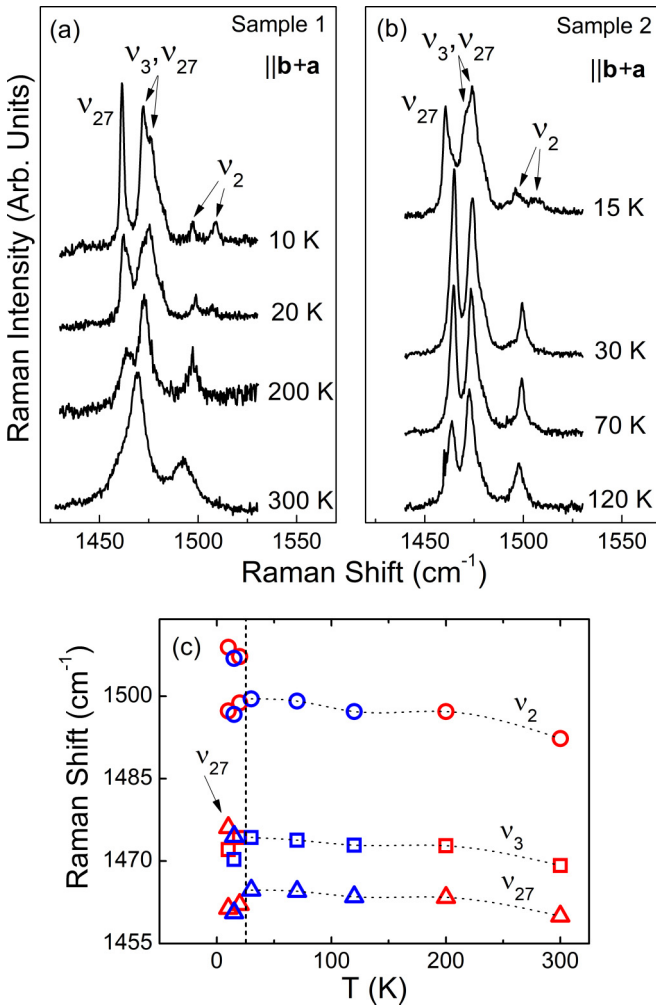 (a) Sample 1
ν3,ν27 ||b+a
ν27
ν2
10 K
20 K
200 K
300 K
1450 1500 1550
(b) Sample 2
ν3,ν27 ||b+a
ν27
ν2
15 K
30 K
70 K
120 K
1450 1500 1550
Raman Intensity (Arb. Units)
Raman Shift (cm⁻¹)
(c)
1500
1485
1470
1455
Raman Shift (cm⁻¹)
ν2
ν27
ν3
ν27
0 100 200 300
T (K)